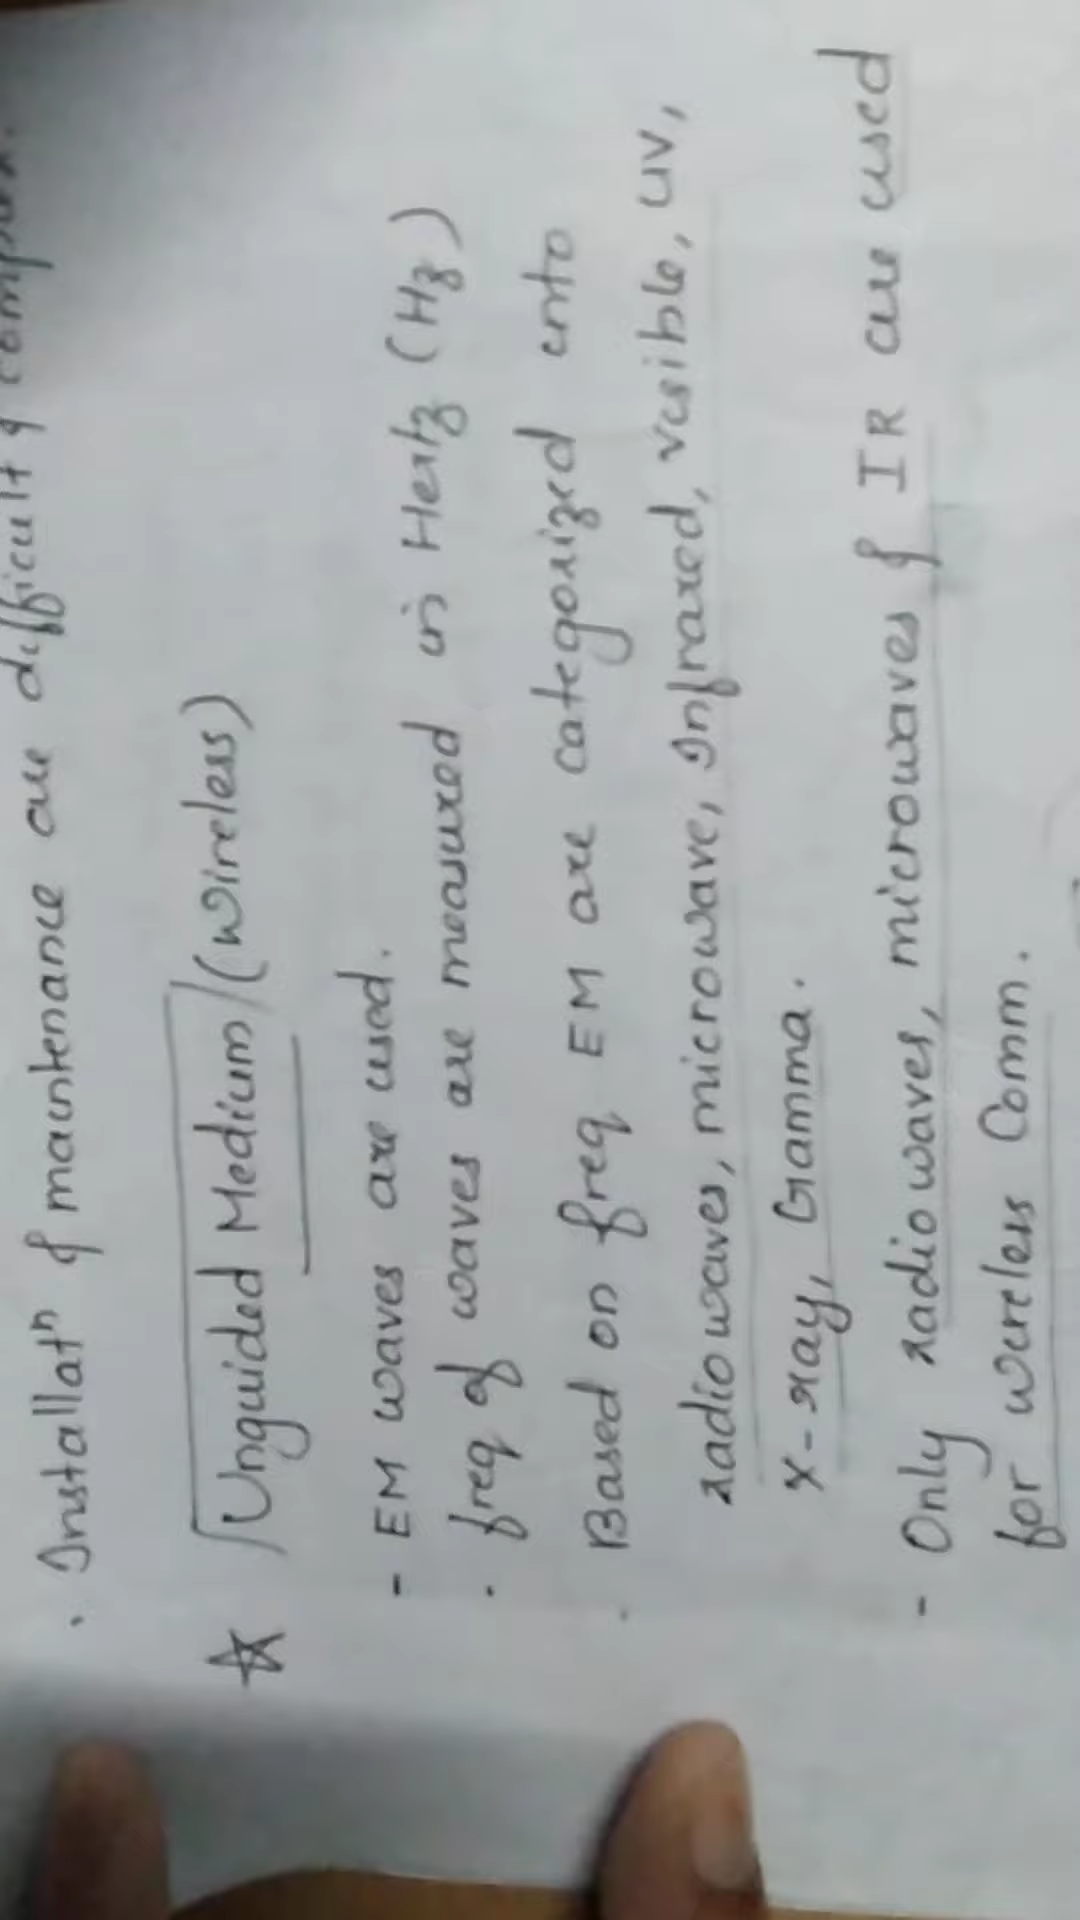 · Installatn & maintenance are difficult &
☆ Unguided Medium (wireless)
- EM waves are used.
· freq of waves are measured in Hertz (Hz)
· Based on freq EM are categorized into
radiowaves, microwave, Infrared, visible, UV,
X-ray, Gamma.
- Only radiowaves, microwaves & IR are used
for wireless Comm.